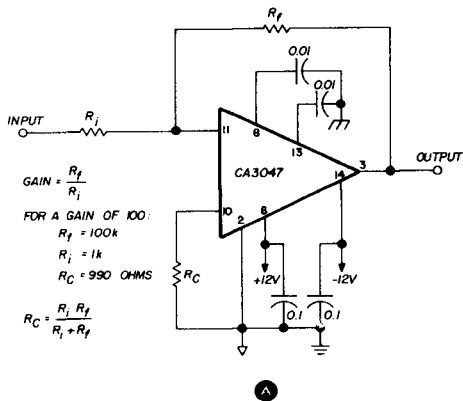 Rf
0.01
0.01
INPUT
Ri
11
8
13
CA3047
3
OUTPUT
14
10
2
6
GAIN = Rf / Ri
FOR A GAIN OF 100:
Rf = 100k
Ri = 1k
RC = 990 OHMS
RC = Ri Rf / Ri + Rf
RC
+12V
-12V
0.1
0.1
A